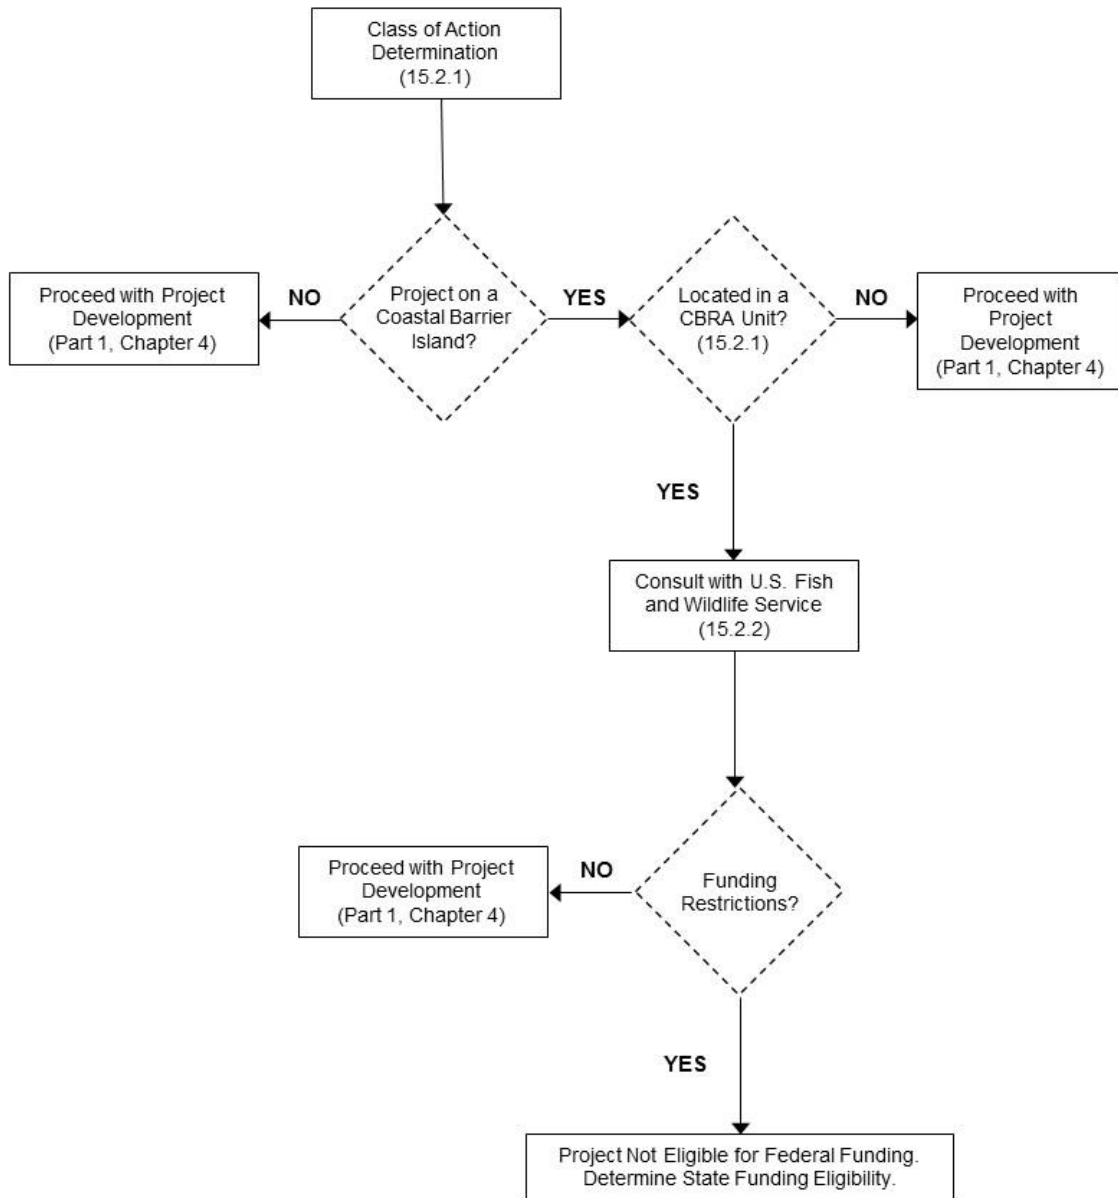 Class of Action
Determination
(15.2.1)
Proceed with Project
Development
(Part 1, Chapter 4)
NO
Project on a
Coastal Barrier
Island?
YES
Located in a
CBRA Unit?
(15.2.1)
NO
Proceed with
Project
Development
(Part 1, Chapter 4)
YES
Consult with U.S. Fish
and Wildlife Service
(15.2.2)
Proceed with Project
Development
(Part 1, Chapter 4)
NO
Funding
Restrictions?
YES
Project Not Eligible for Federal Funding.
Determine State Funding Eligibility.